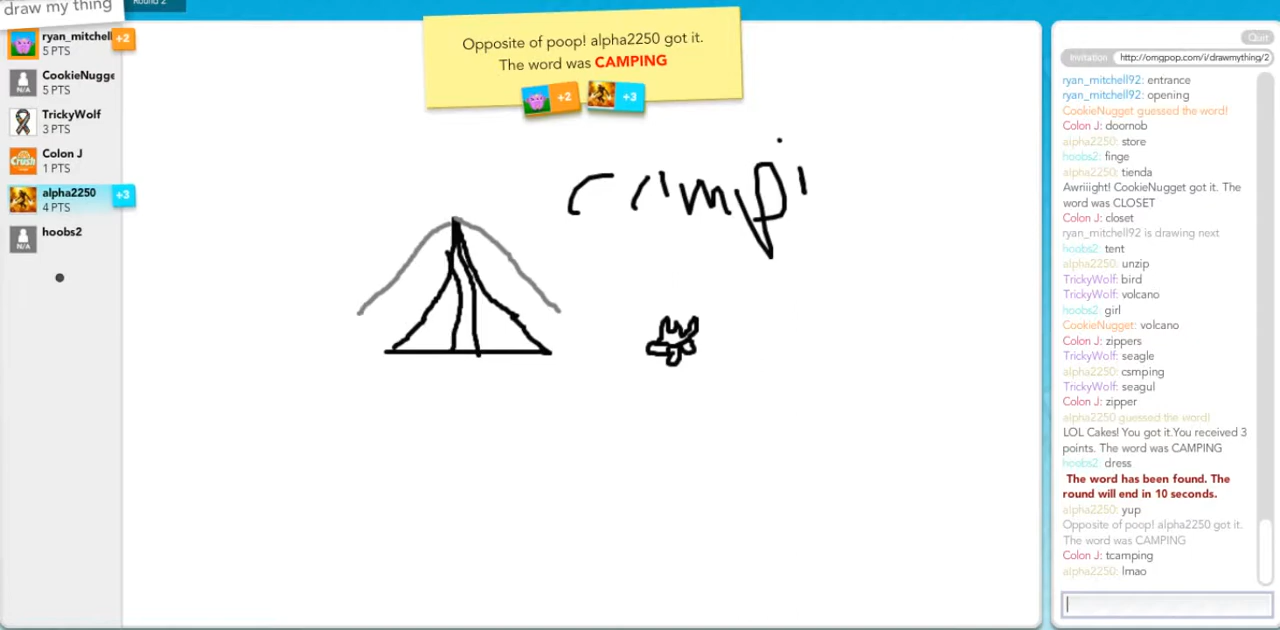 draw my thing
Round 2
ryan_mitchell
5 PTS
+2
CookieNugge
5 PTS
N/A
TrickyWolf
3 PTS
Colon J
1 PTS
Crush
alpha2250
4 PTS
+3
hoobs2
N/A
Opposite of poop! alpha2250 got it.
The word was CAMPING
+2 +3
campi
Quit
Invitation http://omgpop.com/i/drawmything/2
ryan_mitchell92: entrance
ryan_mitchell92: opening
CookieNugget guessed the word!
Colon J: doornob
alpha2250: store
hoobs2: finge
alpha2250: tienda
Awriiight! CookieNugget got it. The
word was CLOSET
Colon J: closet
ryan_mitchell92 is drawing next
hoobs2: tent
alpha2250: unzip
TrickyWolf: bird
TrickyWolf: volcano
hoobs2: girl
CookieNugget: volcano
Colon J: zippers
TrickyWolf: seagle
alpha2250: csmping
TrickyWolf: seagul
Colon J: zipper
alpha2250 guessed the word!
LOL Cakes! You got it.You received 3
points. The word was CAMPING
hoobs2: dress
The word has been found. The
round will end in 10 seconds.
alpha2250: yup
Opposite of poop! alpha2250 got it.
The word was CAMPING
Colon J: tcamping
alpha2250: lmao